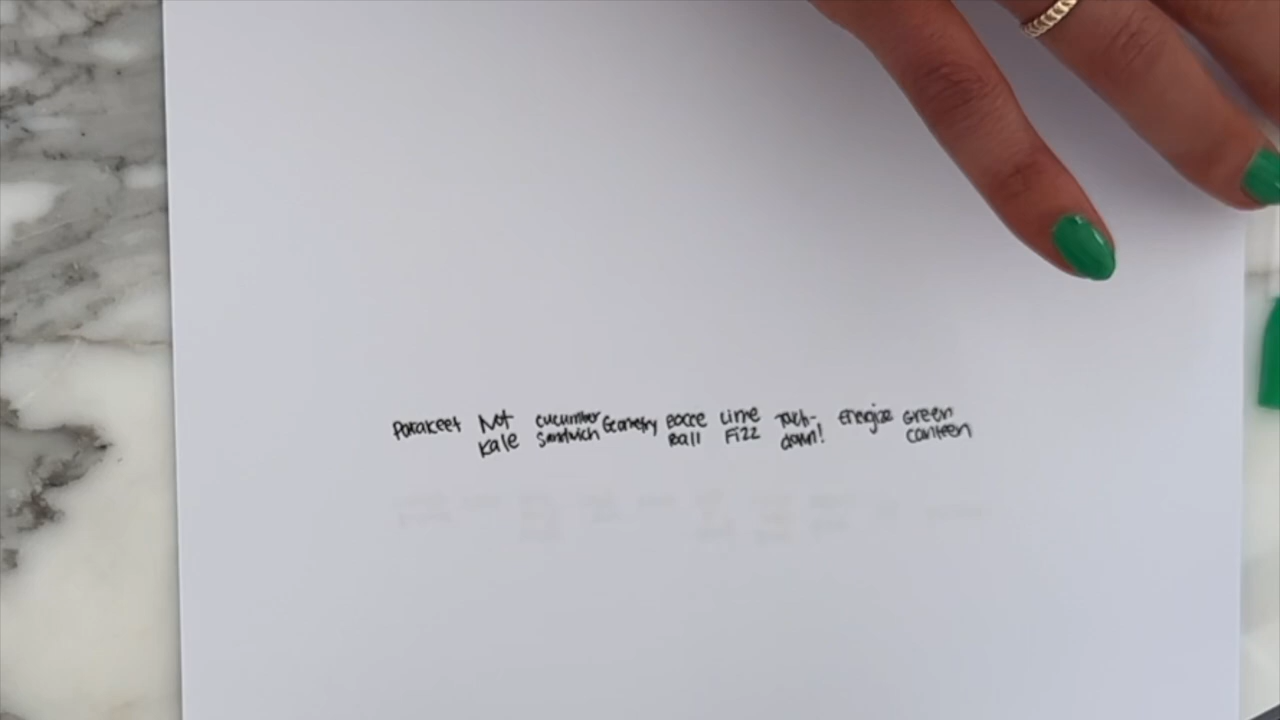 Parakeet Not Cucumber Geometry Bocce Lime Touch- Energize Green
Kale Sandwich Ball Fizz down! Canteen